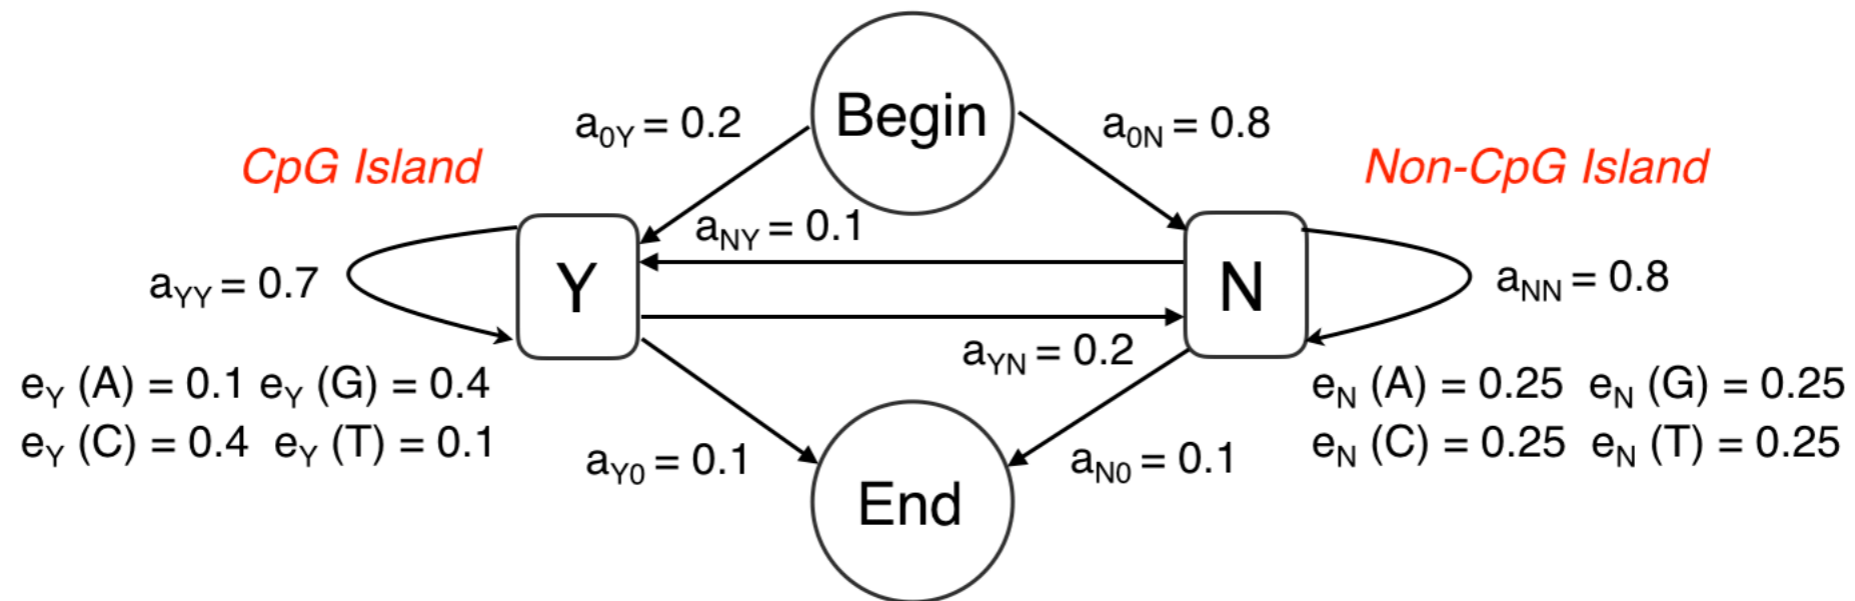 Begin
a0Y = 0.2
a0N = 0.8
CpG Island
Non-CpG Island
aNY = 0.1
aYY = 0.7
Y
N
aNN = 0.8
aYN = 0.2
eY (A) = 0.1 eY (G) = 0.4
eY (C) = 0.4 eY (T) = 0.1
eN (A) = 0.25 eN (G) = 0.25
eN (C) = 0.25 eN (T) = 0.25
aY0 = 0.1
aN0 = 0.1
End